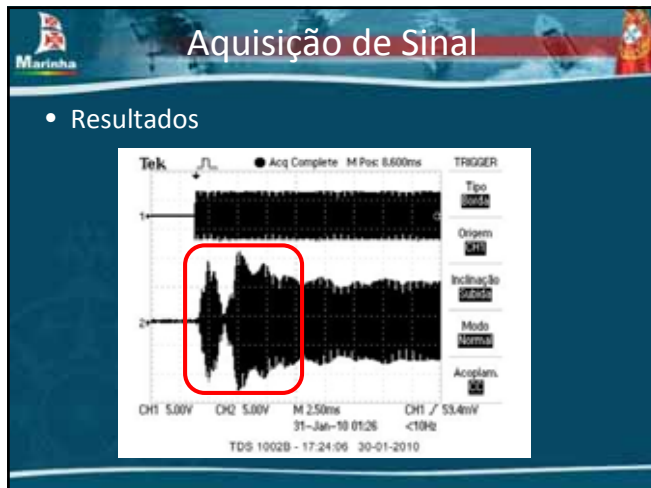 Marinha
Aquisição de Sinal
• Resultados
Tek Acq Complete M Pos: 8.600ms TRIGGER
Tipo
Borda
1
Origem
CH1
Inclinação
Subida
2
Modo
Normal
Acoplam.
CC
CH1 5.00V CH2 5.00V M 2.50ms CH1 / 53.4mV
31-Jan-10 01:26 <10Hz
TDS 1002B - 17:24:06 30-01-2010